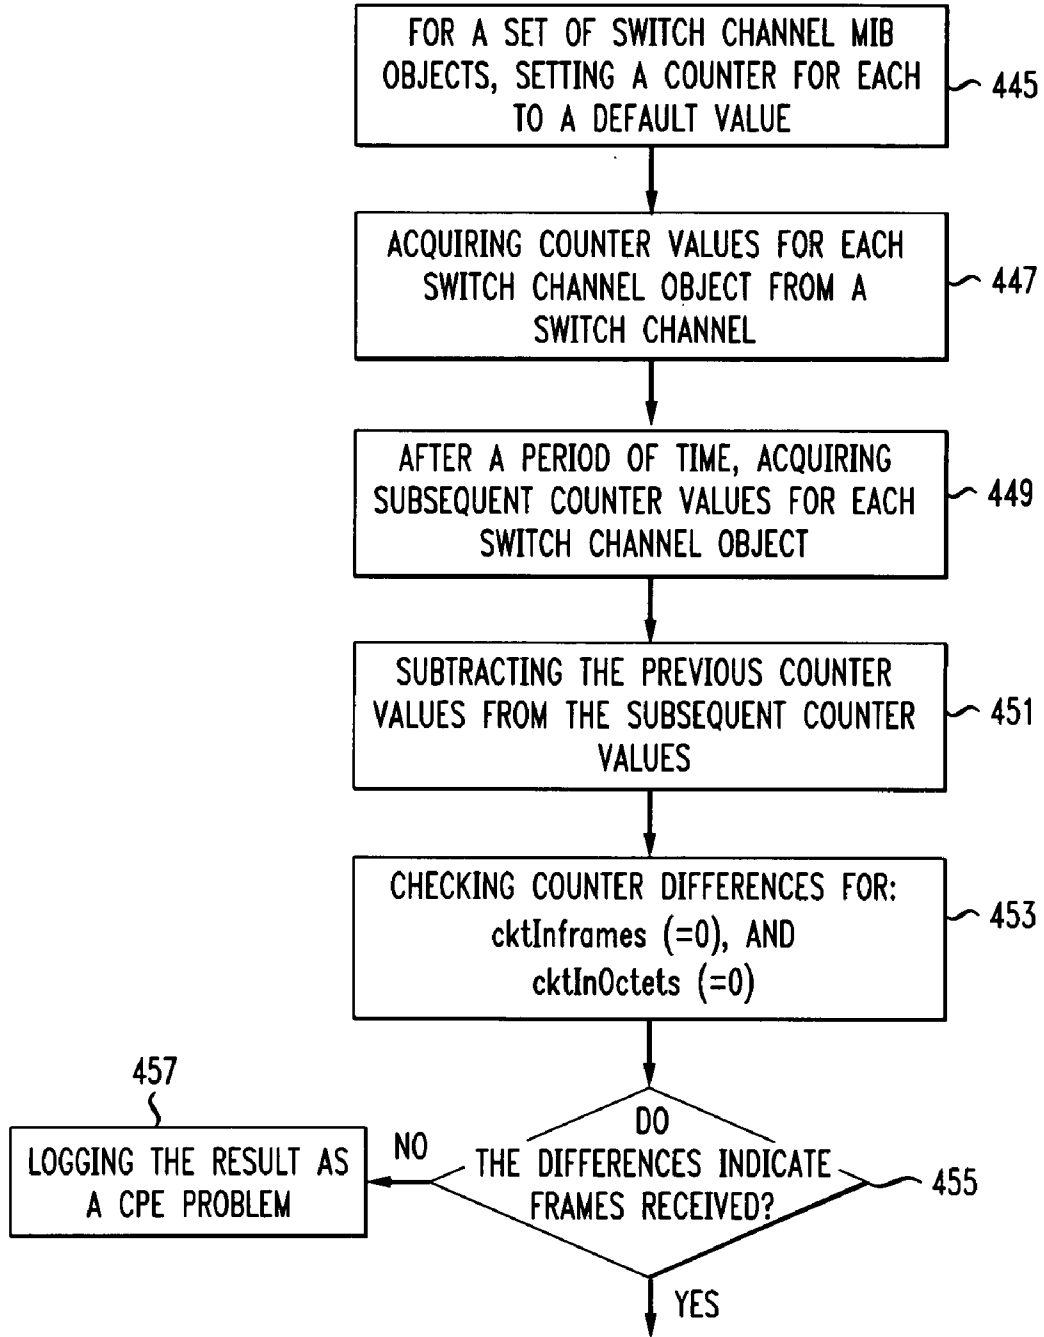 FOR A SET OF SWITCH CHANNEL MIB
OBJECTS, SETTING A COUNTER FOR EACH
TO A DEFAULT VALUE
445
ACQUIRING COUNTER VALUES FOR EACH
SWITCH CHANNEL OBJECT FROM A
SWITCH CHANNEL
447
AFTER A PERIOD OF TIME, ACQUIRING
SUBSEQUENT COUNTER VALUES FOR EACH
SWITCH CHANNEL OBJECT
449
SUBTRACTING THE PREVIOUS COUNTER
VALUES FROM THE SUBSEQUENT COUNTER
VALUES
451
CHECKING COUNTER DIFFERENCES FOR:
cktInframes (=0), AND
cktInOctets (=0)
453
DO
THE DIFFERENCES INDICATE
FRAMES RECEIVED?
455
NO
457
LOGGING THE RESULT AS
A CPE PROBLEM
YES